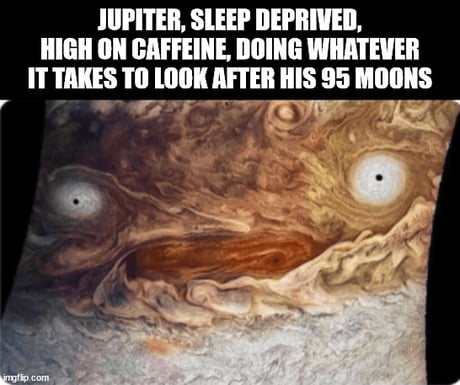 JUPITER, SLEEP DEPRIVED,
HIGH ON CAFFEINE, DOING WHATEVER
IT TAKES TO LOOK AFTER HIS 95 MOONS
imgflip.com